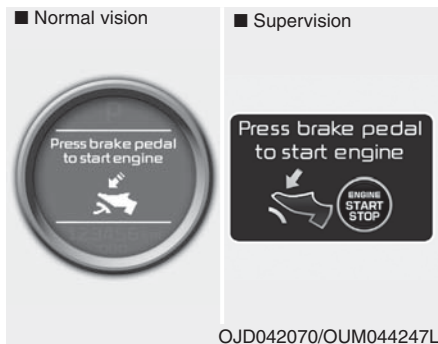 ■ Normal vision
Press brake pedal
to start engine
■ Supervision
Press brake pedal
to start engine
ENGINE
START
STOP
OJD042070/OUM044247L